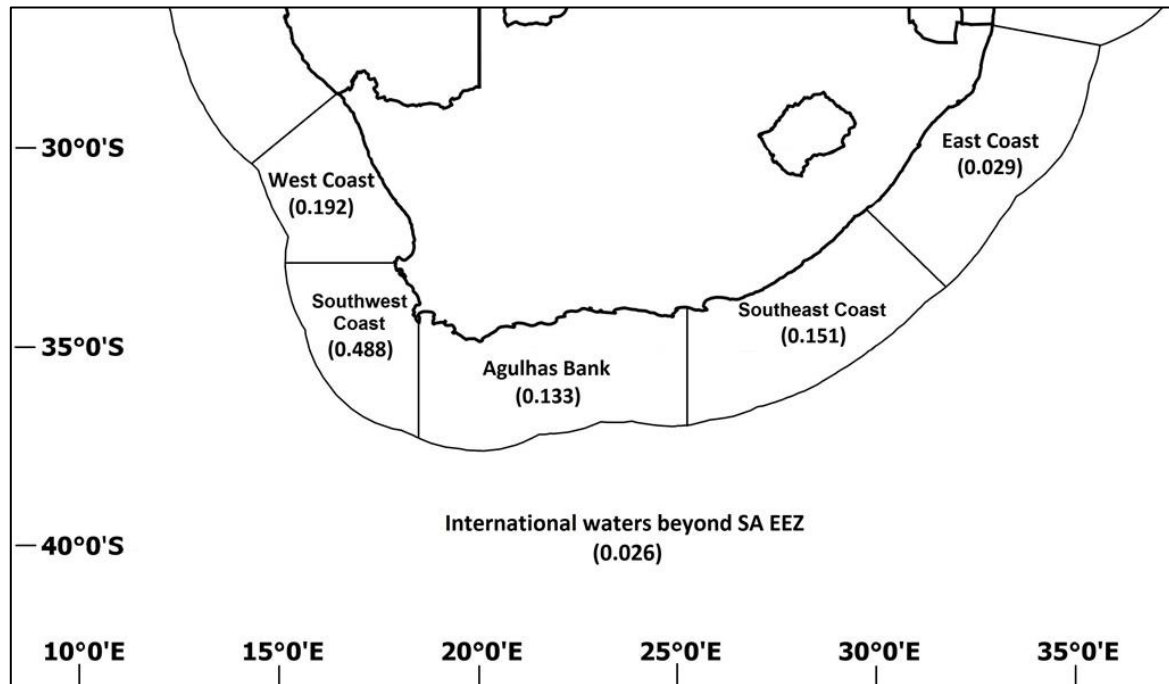 30°0'S
East Coast
(0.029)
West Coast
(0.192)
Southwest
Coast
(0.488)
Southeast Coast
(0.151)
35°0'S
Agulhas Bank
(0.133)
International waters beyond SA EEZ
(0.026)
40°0'S
10°0'E 15°0'E 20°0'E 25°0'E 30°0'E 35°0'E